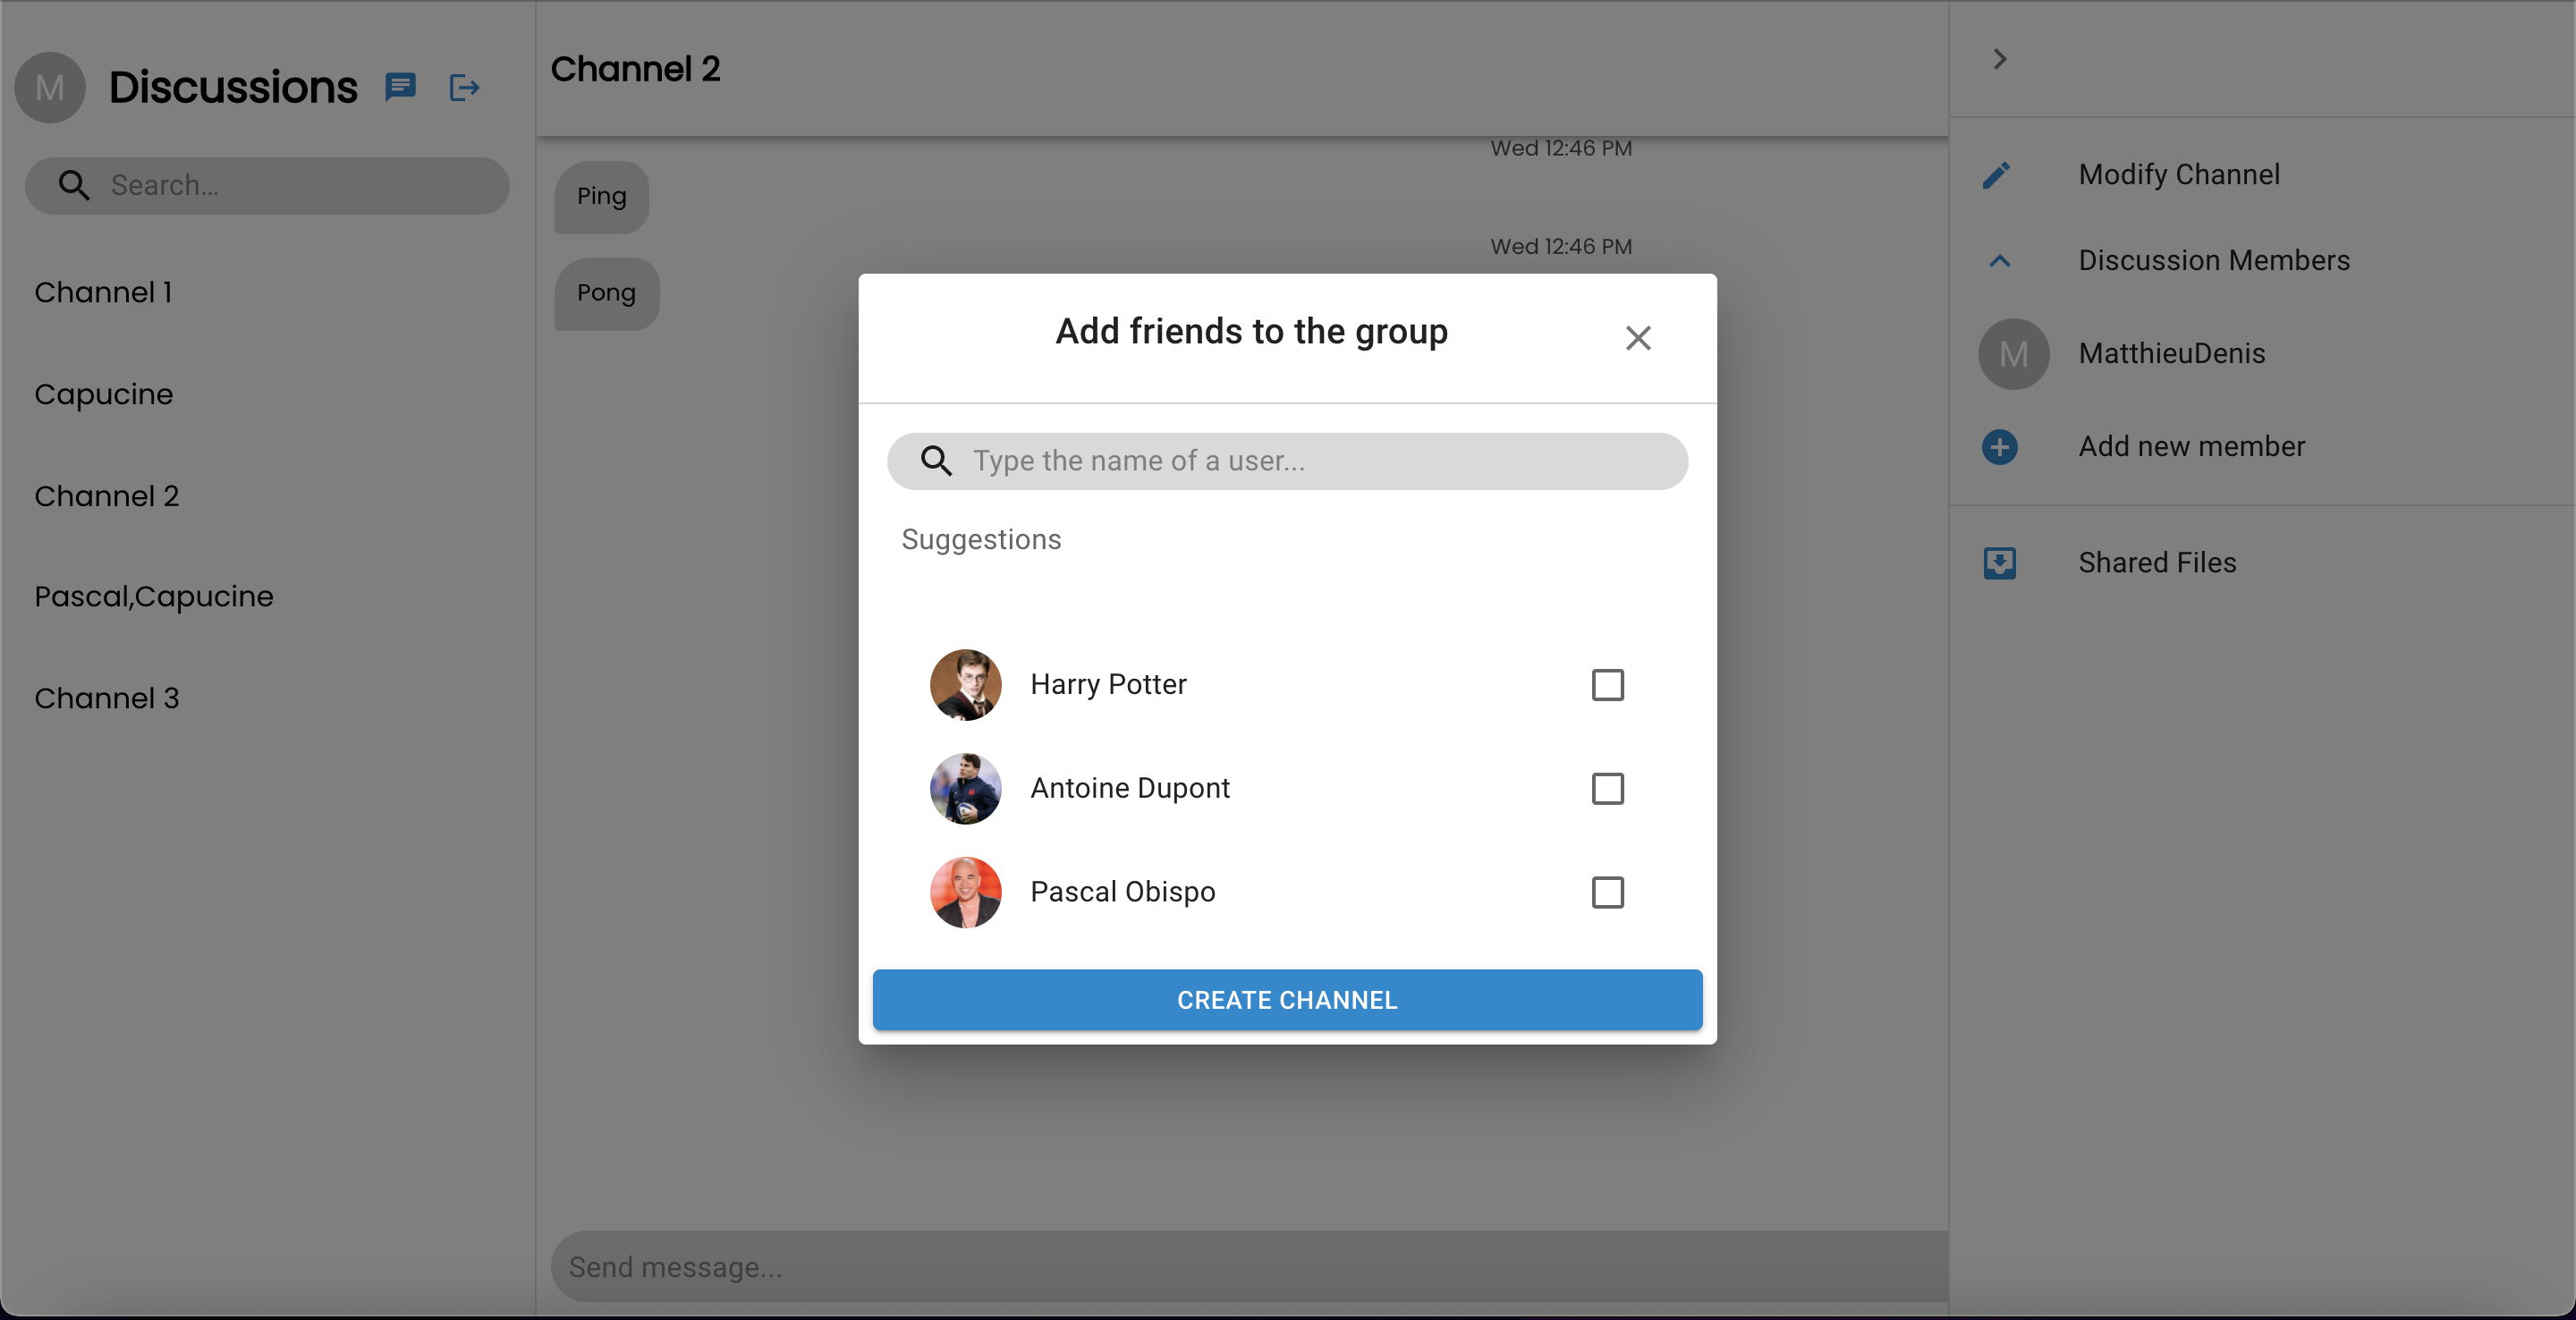 M
Discussions
Search...
Channel 1
Capucine
Channel 2
Pascal,Capucine
Channel 3
Channel 2
Wed 12:46 PM
Ping
Wed 12:46 PM
Pong
Send message...
Add friends to the group
Type the name of a user...
Suggestions
Harry Potter
Antoine Dupont
Pascal Obispo
CREATE CHANNEL
Modify Channel
Discussion Members
M
MatthieuDenis
Add new member
Shared Files